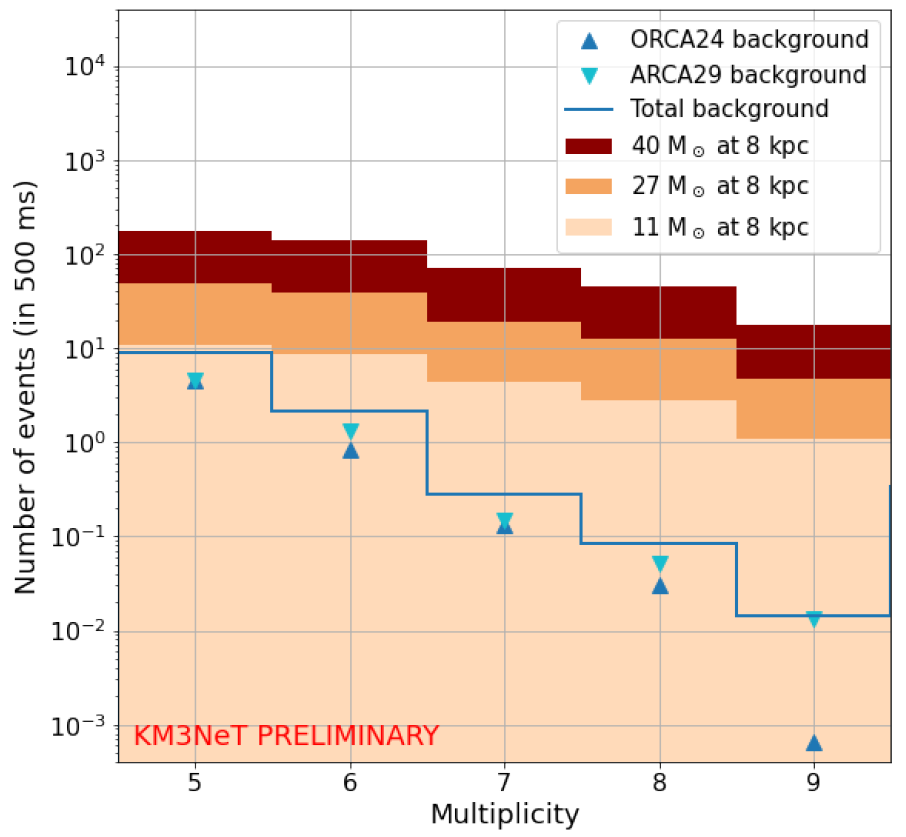 ORCA24 background
ARCA29 background
Total background
40 M⊙ at 8 kpc
27 M⊙ at 8 kpc
11 M⊙ at 8 kpc
Number of events (in 500 ms)
10⁴
10³
10²
10¹
10⁰
10⁻¹
10⁻²
10⁻³
KM3NeT PRELIMINARY
5 6 7 8 9
Multiplicity